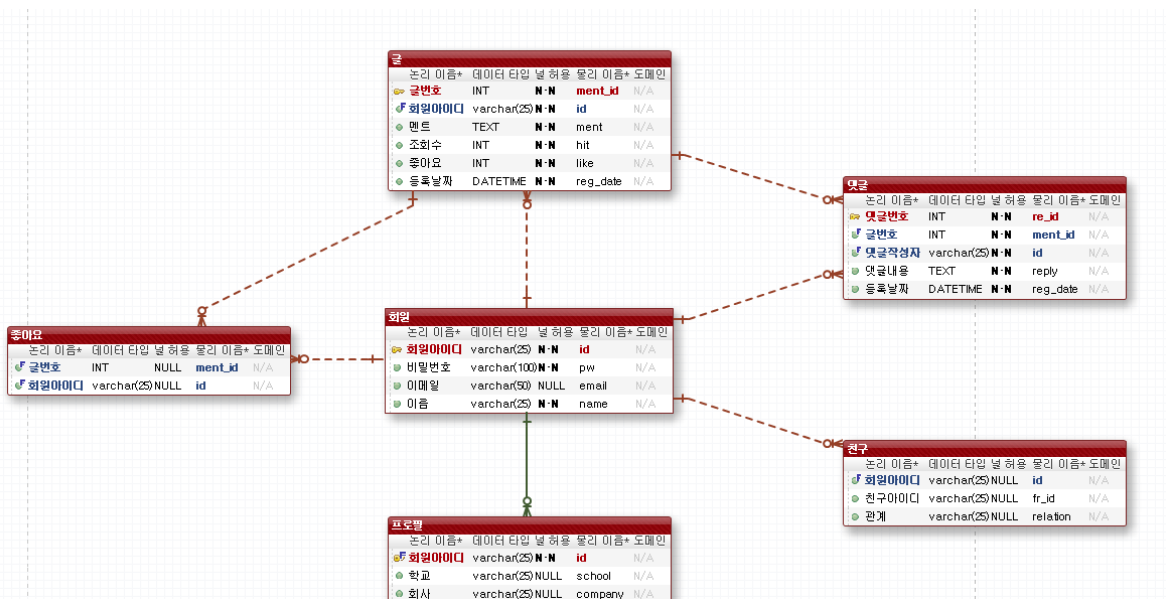 글
논리 이름* 데이터 타입 널 허용 물리 이름* 도메인
글번호 INT N·N ment_id N/A
회원아이디 varchar(25) N·N id N/A
멘트 TEXT N·N ment N/A
조회수 INT N·N hit N/A
좋아요 INT N·N like N/A
등록날짜 DATETIME N·N reg_date N/A
댓글
논리 이름* 데이터 타입 널 허용 물리 이름* 도메인
댓글번호 INT N·N re_id N/A
글번호 INT N·N ment_id N/A
댓글작성자 varchar(25) N·N id N/A
댓글내용 TEXT N·N reply N/A
등록날짜 DATETIME N·N reg_date N/A
좋아요
논리 이름* 데이터 타입 널 허용 물리 이름* 도메인
글번호 INT NULL ment_id N/A
회원아이디 varchar(25) NULL id N/A
회원
논리 이름* 데이터 타입 널 허용 물리 이름* 도메인
회원아이디 varchar(25) N·N id N/A
비밀번호 varchar(100) N·N pw N/A
이메일 varchar(50) NULL email N/A
이름 varchar(25) N·N name N/A
친구
논리 이름* 데이터 타입 널 허용 물리 이름* 도메인
회원아이디 varchar(25) NULL id N/A
친구아이디 varchar(25) NULL fr_id N/A
관계 varchar(25) NULL relation N/A
프로필
논리 이름* 데이터 타입 널 허용 물리 이름* 도메인
회원아이디 varchar(25) N·N id N/A
학교 varchar(25) NULL school N/A
회사 varchar(25) NULL company N/A